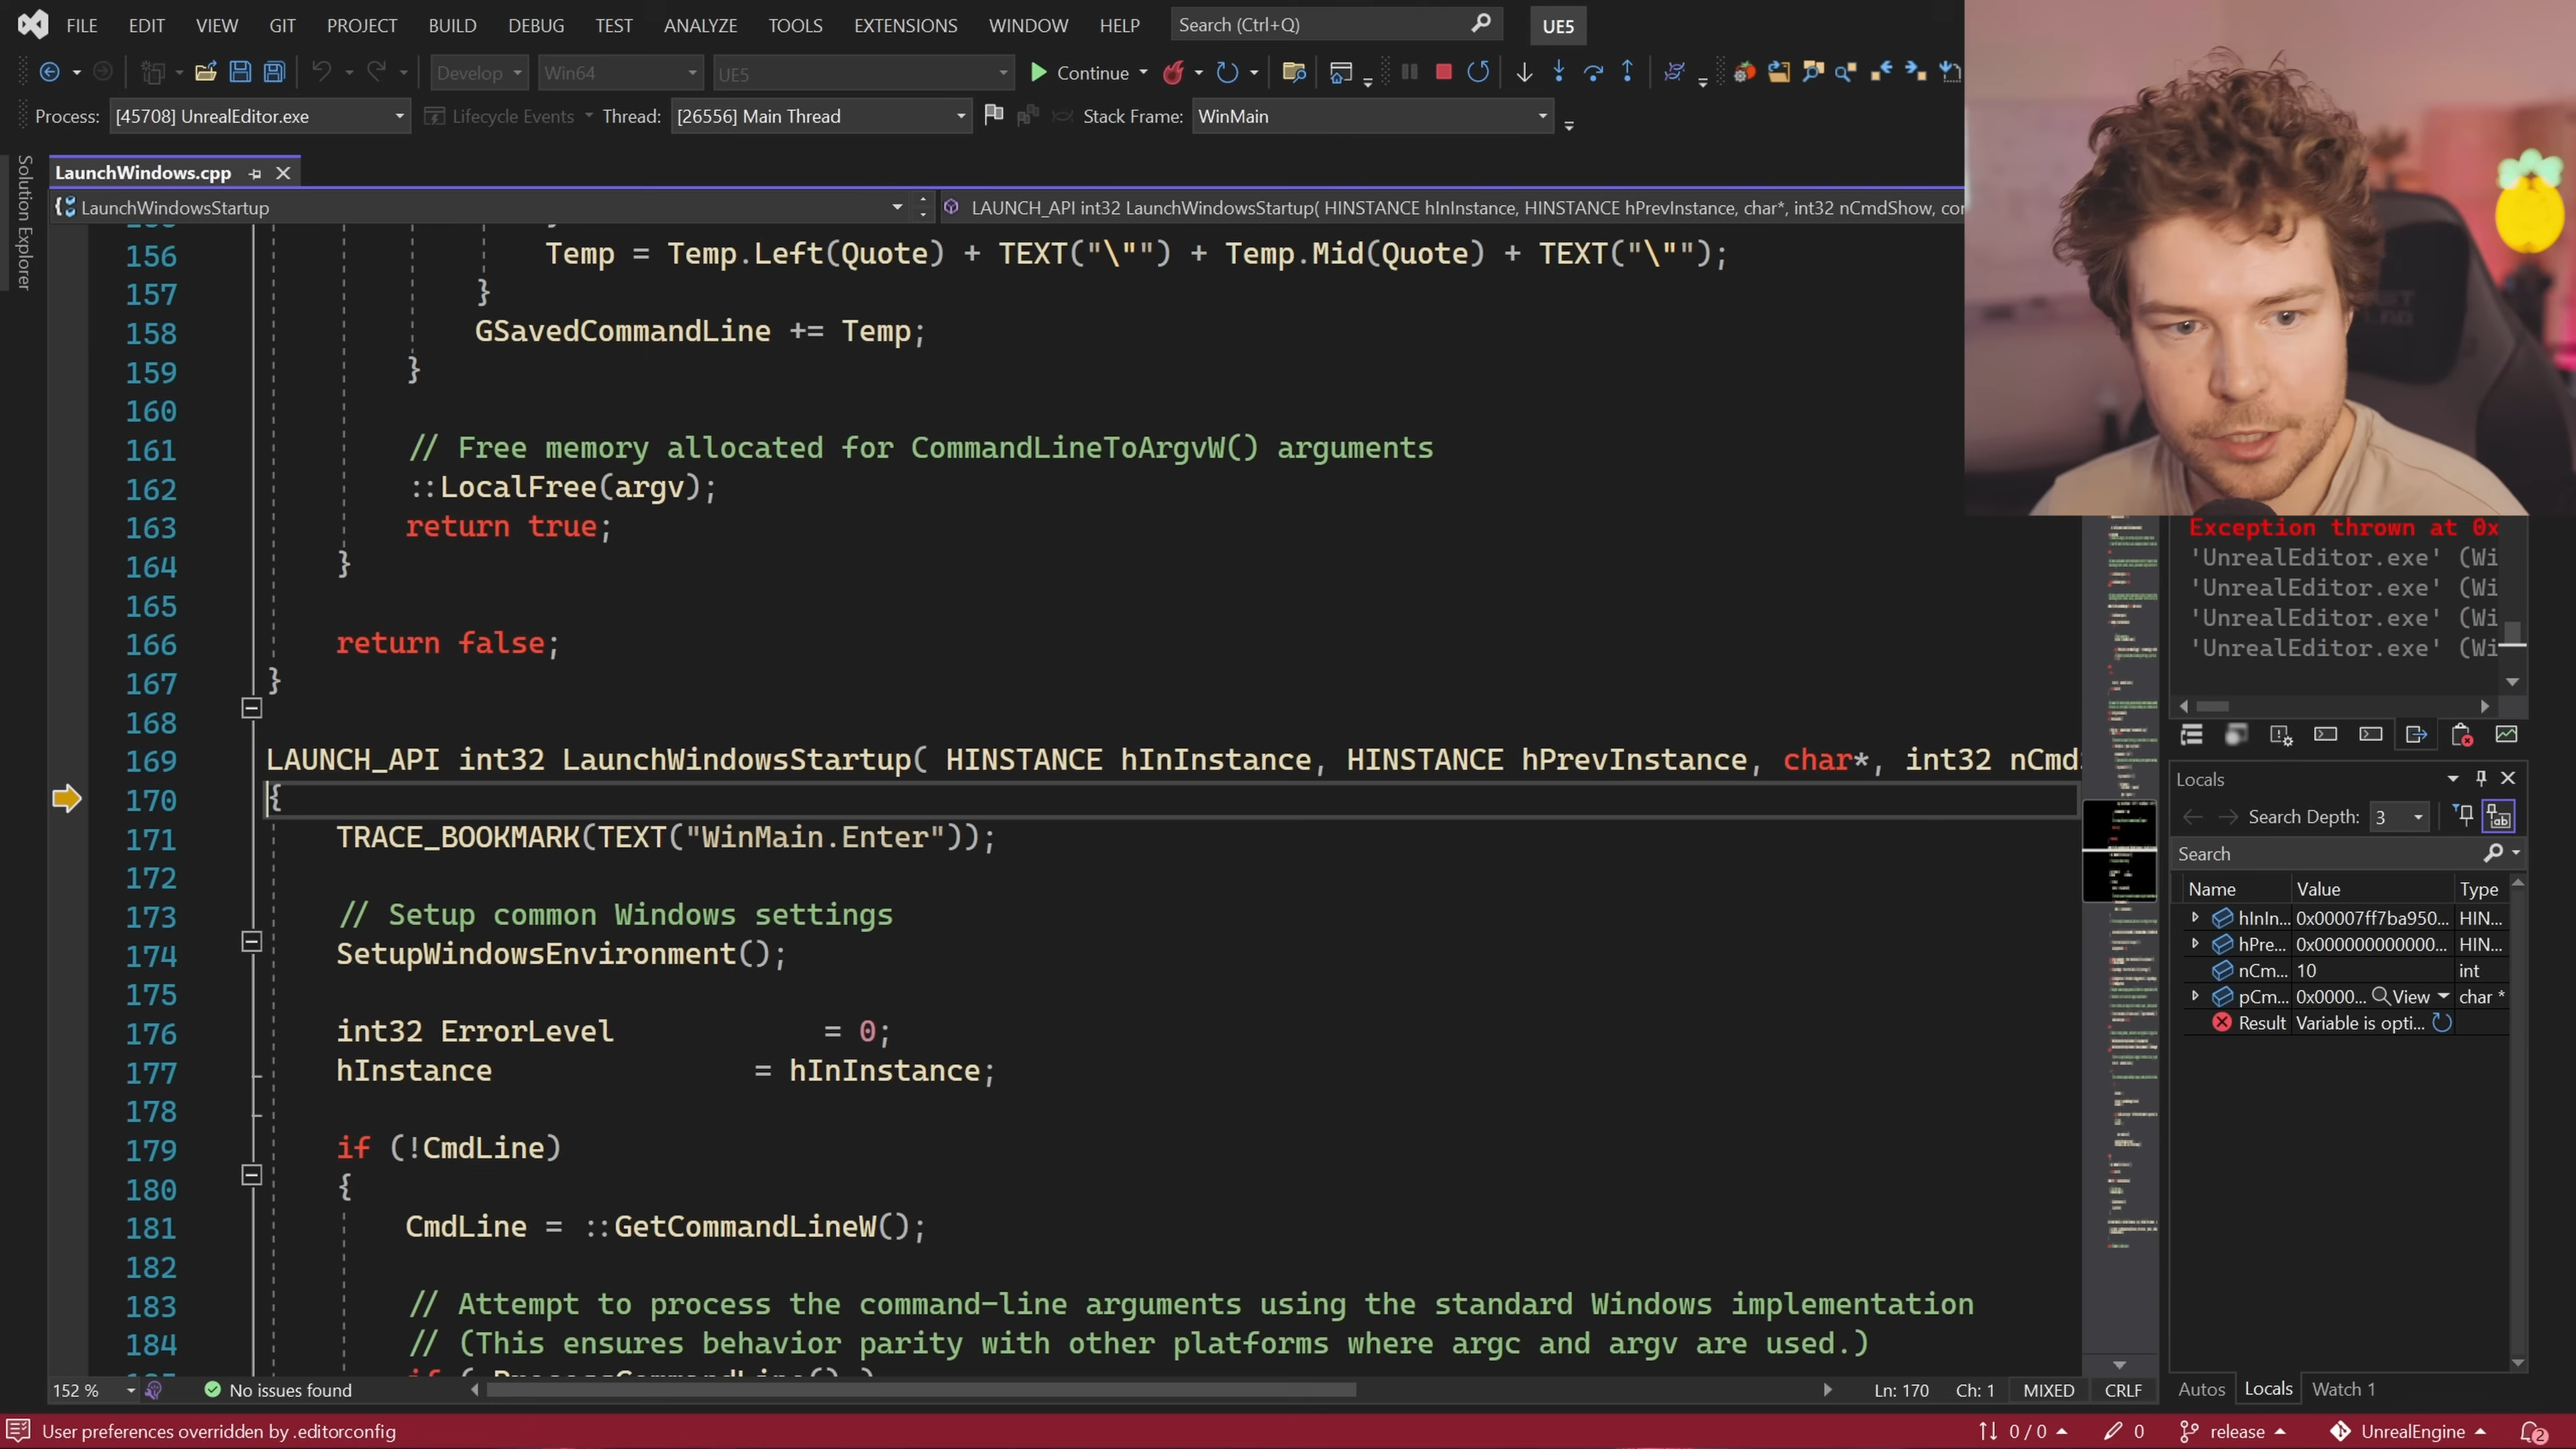 FILE EDIT VIEW GIT PROJECT BUILD DEBUG TEST ANALYZE TOOLS EXTENSIONS WINDOW HELP Search (Ctrl+Q) UE5
Develop Win64 UE5 Continue
Process: [45708] UnrealEditor.exe Lifecycle Events Thread: [26556] Main Thread Stack Frame: WinMain
Solution Explorer
LaunchWindows.cpp
LaunchWindowsStartup LAUNCH_API int32 LaunchWindowsStartup( HINSTANCE hInInstance, HINSTANCE hPrevInstance, char*, int32 nCmdShow, co
156 Temp = Temp.Left(Quote) + TEXT("\"") + Temp.Mid(Quote) + TEXT("\"");
157 }
158 GSavedCommandLine += Temp;
159 }
160
161 // Free memory allocated for CommandLineToArgvW() arguments
162 ::LocalFree(argv);
163 return true;
164 }
165
166 return false;
167 }
168
169 LAUNCH_API int32 LaunchWindowsStartup( HINSTANCE hInInstance, HINSTANCE hPrevInstance, char*, int32 nCmd
170 {
171 TRACE_BOOKMARK(TEXT("WinMain.Enter"));
172
173 // Setup common Windows settings
174 SetupWindowsEnvironment();
175
176 int32 ErrorLevel = 0;
177 hInstance = hInInstance;
178
179 if (!CmdLine)
180 {
181 CmdLine = ::GetCommandLineW();
182
183 // Attempt to process the command-line arguments using the standard Windows implementation
184 // (This ensures behavior parity with other platforms where argc and argv are used.)
Exception thrown at 0x
'UnrealEditor.exe' (Wi
'UnrealEditor.exe' (Wi
'UnrealEditor.exe' (Wi
'UnrealEditor.exe' (Wi
Locals
Search Depth: 3
Search
Name Value Type
hInIn... 0x00007ff7ba950... HIN...
hPre... 0x000000000000... HIN...
nCm... 10 int
pCm... 0x0000... View char *
Result Variable is opti...
Autos Locals Watch 1
152 % No issues found Ln: 170 Ch: 1 MIXED CRLF
User preferences overridden by .editorconfig 0 / 0 0 release UnrealEngine 2